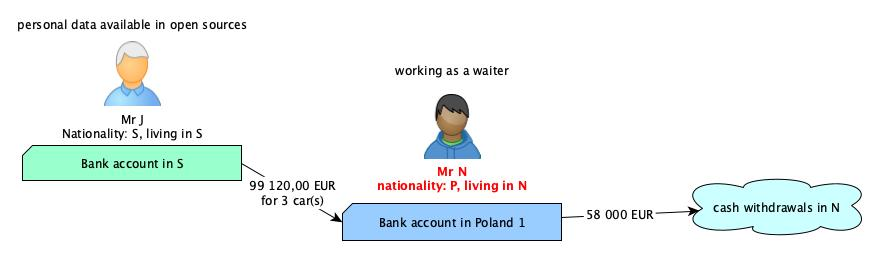 personal data available in open sources
working as a waiter
Mr J
Nationality: S, living in S
Bank account in S
Mr N
nationality: P, living in N
99 120,00 EUR
for 3 car(s)
Bank account in Poland 1
58 000 EUR
cash withdrawals in N